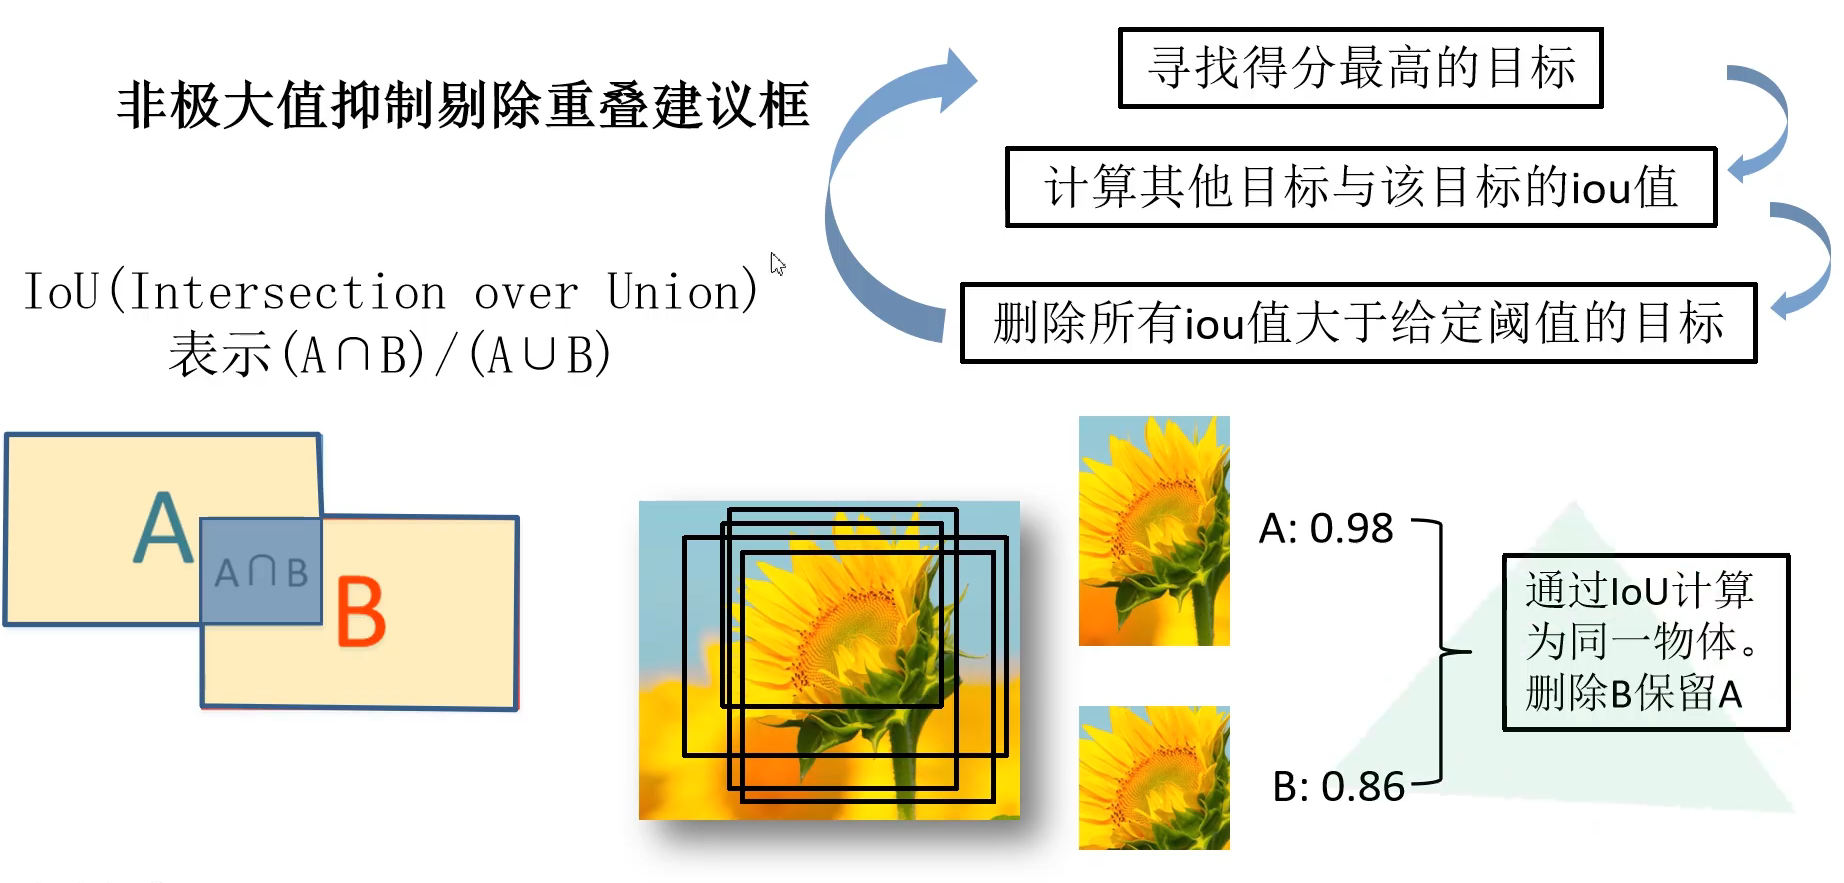 非极大值抑制剔除重叠建议框
IoU(Intersection over Union)
表示(A∩B)/(A∪B)
寻找得分最高的目标
计算其他目标与该目标的iou值
删除所有iou值大于给定阈值的目标
A
A∩B
B
A: 0.98
B: 0.86
通过IoU计算
为同一物体。
删除B保留A